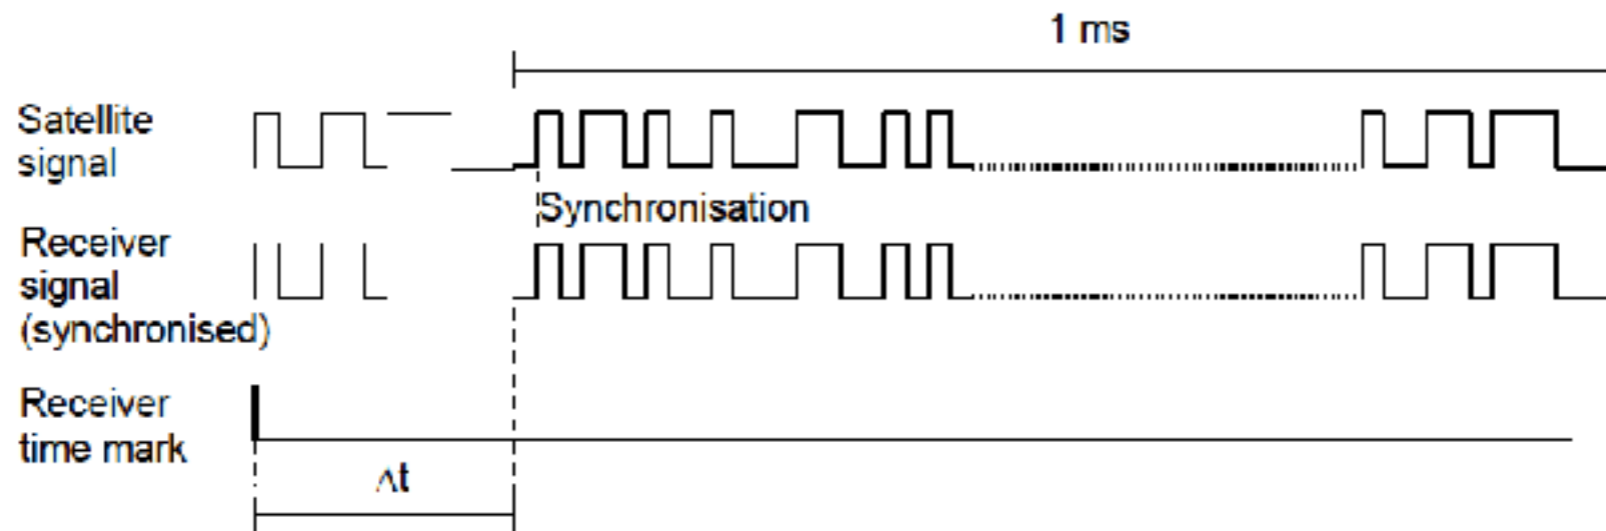 1 ms
Satellite
signal
Synchronisation
Receiver
signal
(synchronised)
Receiver
time mark
Δt